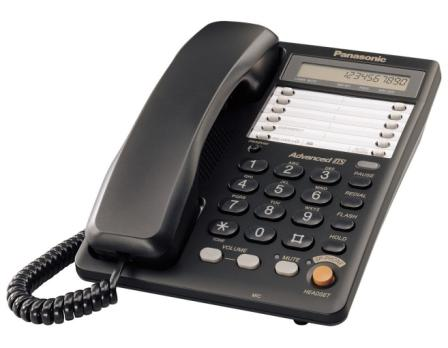 Panasonic
1234567890
Advanced ITS
1 ABC 2 DEF 3
PAUSE
GHI 4 JKL 5 MNO 6
REDIAL
PQRS 7 TUV 8 WXYZ 9
FLASH
* 0
HOLD
TONE
VOLUME
MUTE
SP-PHONE
HEADSET
MIC